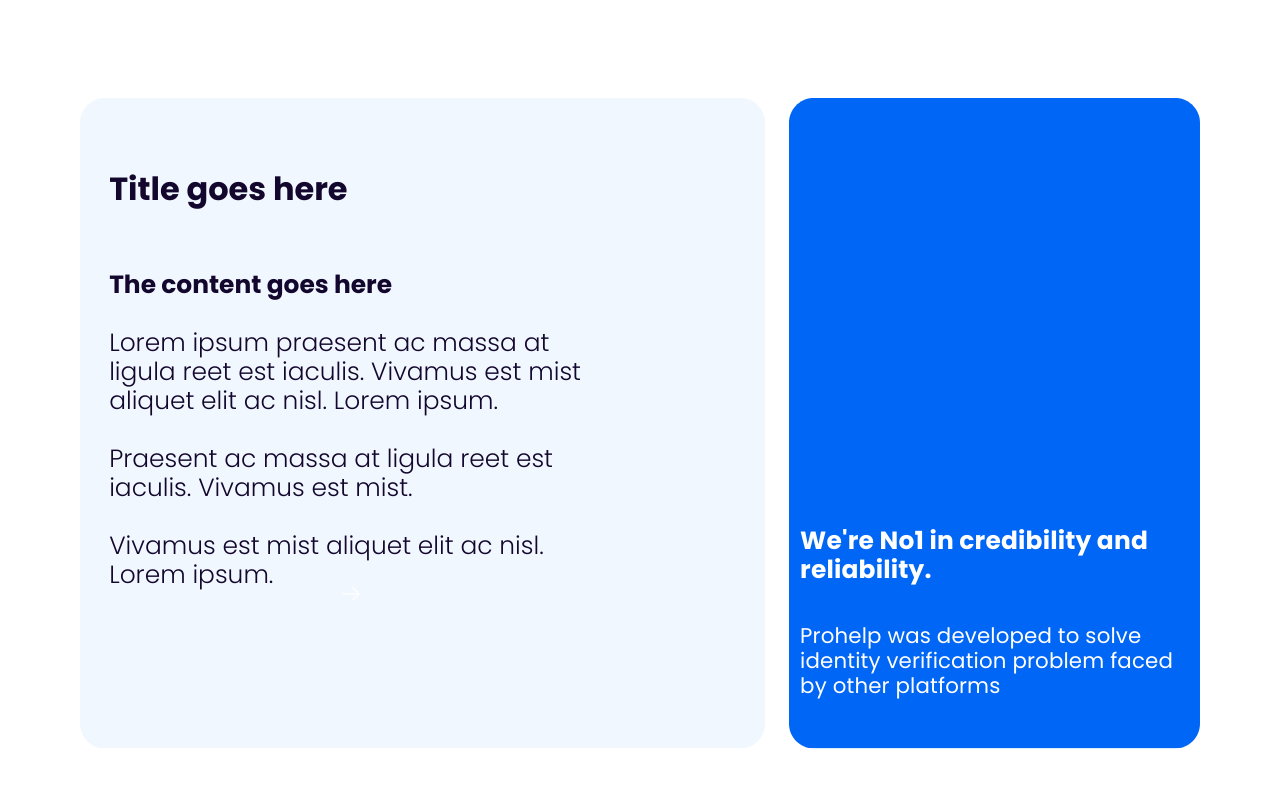 Title goes here
The content goes here
Lorem ipsum praesent ac massa at
ligula reet est iaculis. Vivamus est mist
aliquet elit ac nisl. Lorem ipsum.
Praesent ac massa at ligula reet est
iaculis. Vivamus est mist.
Vivamus est mist aliquet elit ac nisl.
Lorem ipsum.
We're No1 in credibility and
reliability.
Prohelp was developed to solve
identity verification problem faced
by other platforms